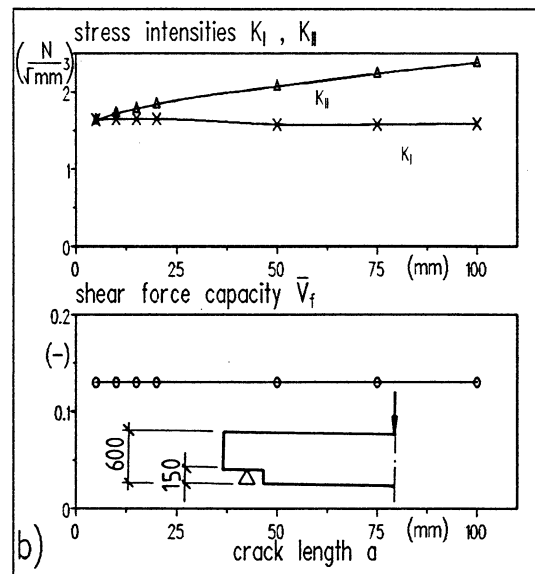 stress intensities K_I , K_II
(N/√mm³)
3
2
K_II
K_I
1
0
0 25 50 75 (mm) 100
shear force capacity V̄_f
0.2
(-)
0.1
600
150
0
0 25 50 75 (mm) 100
b)
crack length a